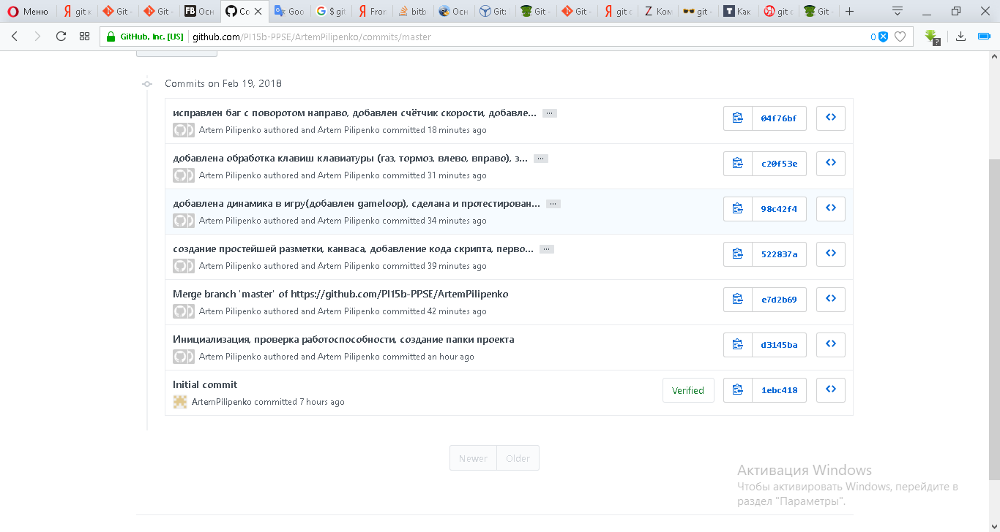 Меню
git к
Git -
Git -
Осн
Co
Goo
$ git
Fron
bitb
Осн
Git:
Git -
Git -
git c
Ком
git -
Как
git c
Git -
GitHub, Inc. [US]
github.com/PI15b-PPSE/ArtemPilipenko/commits/master
0
Commits on Feb 19, 2018
исправлен баг с поворотом направо, добавлен счётчик скорости, добавле...
04f76bf
Artem Pilipenko authored and Artem Pilipenko committed 18 minutes ago
добавлена обработка клавиш клавиатуры (газ, тормоз, влево, вправо), з...
c20f53e
Artem Pilipenko authored and Artem Pilipenko committed 31 minutes ago
добавлена динамика в игру(добавлен gameloop), сделана и протестирован...
98c42f4
Artem Pilipenko authored and Artem Pilipenko committed 34 minutes ago
создание простейшей разметки, канваса, добавление кода скрипта, перво...
522837a
Artem Pilipenko authored and Artem Pilipenko committed 39 minutes ago
Merge branch 'master' of https://github.com/PI15b-PPSE/ArtemPilipenko
e7d2b69
Artem Pilipenko authored and Artem Pilipenko committed 42 minutes ago
Инициализация, проверка работоспособности, создание папки проекта
d3145ba
Artem Pilipenko authored and Artem Pilipenko committed an hour ago
Initial commit
Verified
1ebc418
ArtemPilipenko committed 7 hours ago
Newer
Older
Активация Windows
Чтобы активировать Windows, перейдите в
раздел "Параметры".